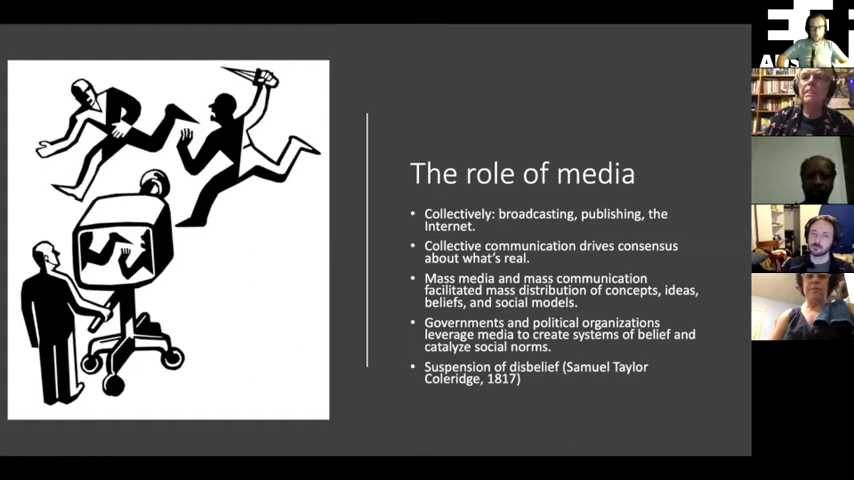 The role of media
• Collectively: broadcasting, publishing, the
Internet.
• Collective communication drives consensus
about what's real.
• Mass media and mass communication
facilitated mass distribution of concepts, ideas,
beliefs, and social models.
• Governments and political organizations
leverage media to create systems of belief and
catalyze social norms.
• Suspension of disbelief (Samuel Taylor
Coleridge, 1817)